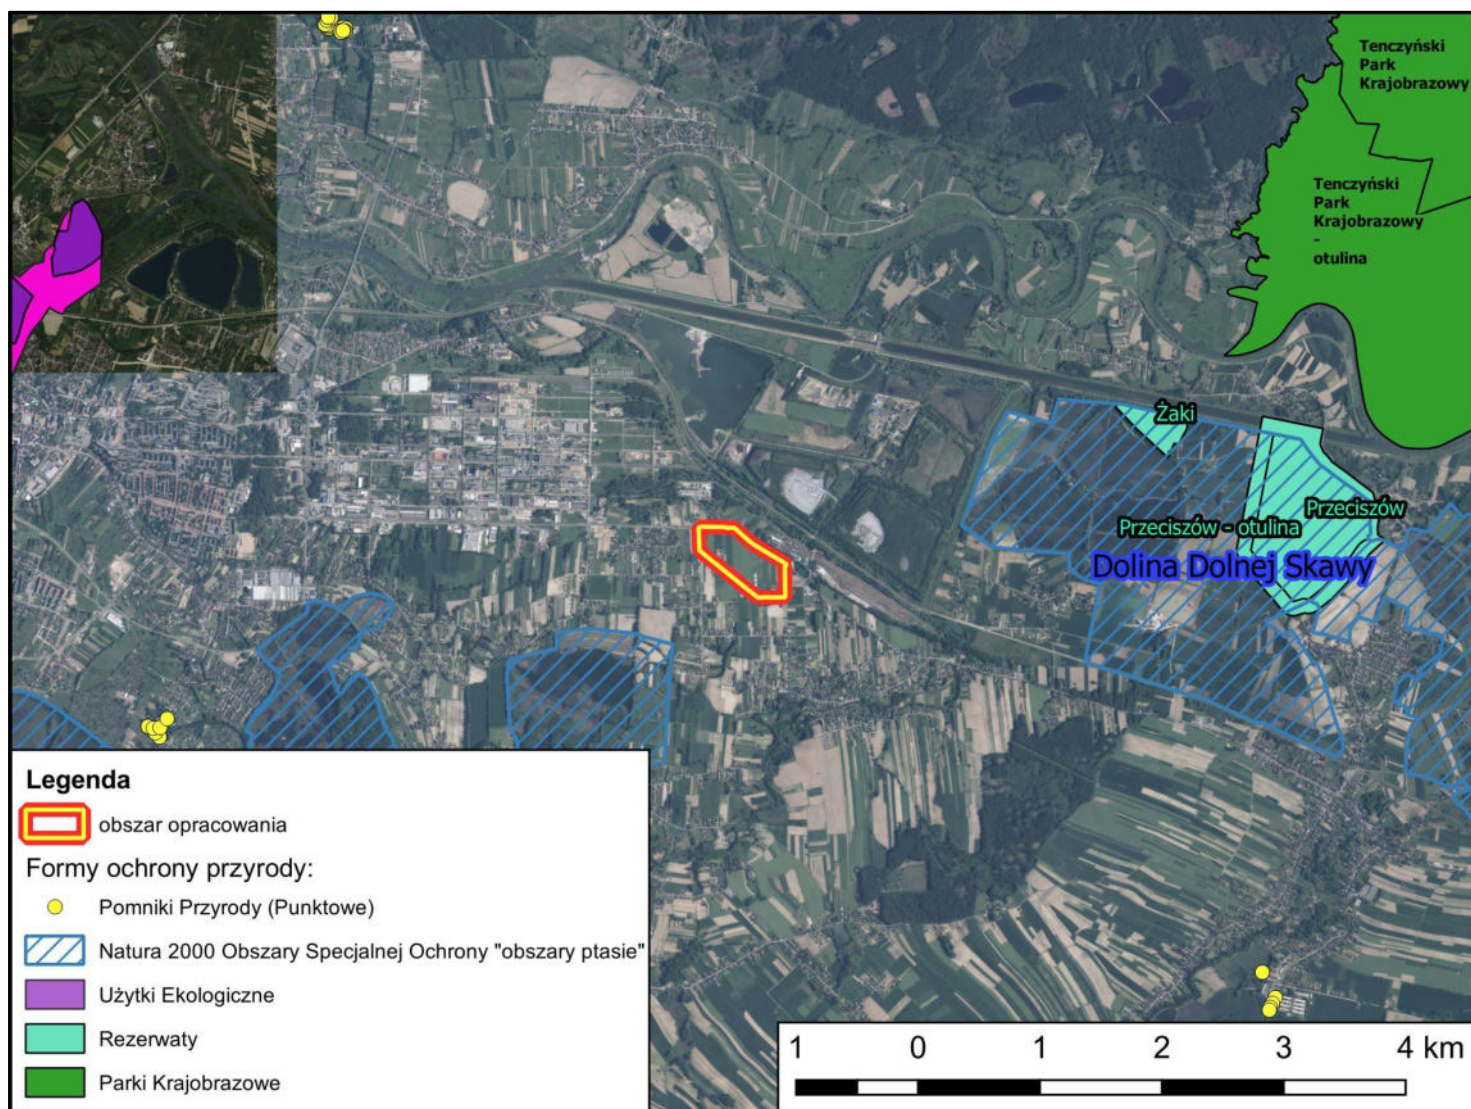 Tenczyński
Park
Krajobrazowy
Tenczyński
Park
Krajobrazowy
-
otulina
Żaki
Przeciszów
Przeciszów - otulina
Dolina Dolnej Skawy
Legenda
obszar opracowania
Formy ochrony przyrody:
Pomniki Przyrody (Punktowe)
Natura 2000 Obszary Specjalnej Ochrony "obszary ptasie"
Użytki Ekologiczne
Rezerwaty
Parki Krajobrazowe
1 0 1 2 3 4 km